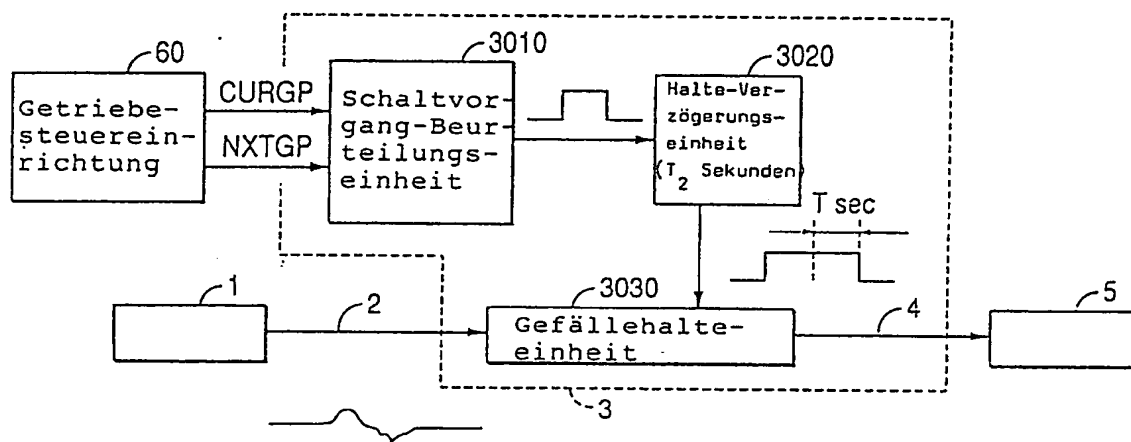 60
Getriebe-
steuerein-
richtung
CURGP
NXTGP
3010
Schaltvor-
gang-Beur-
teilungs-
einheit
3020
Halte-Ver-
zögerungs-
einheit
(T2 Sekunden)
T sec
1
2
3030
Gefällehalte-
einheit
4
5
3